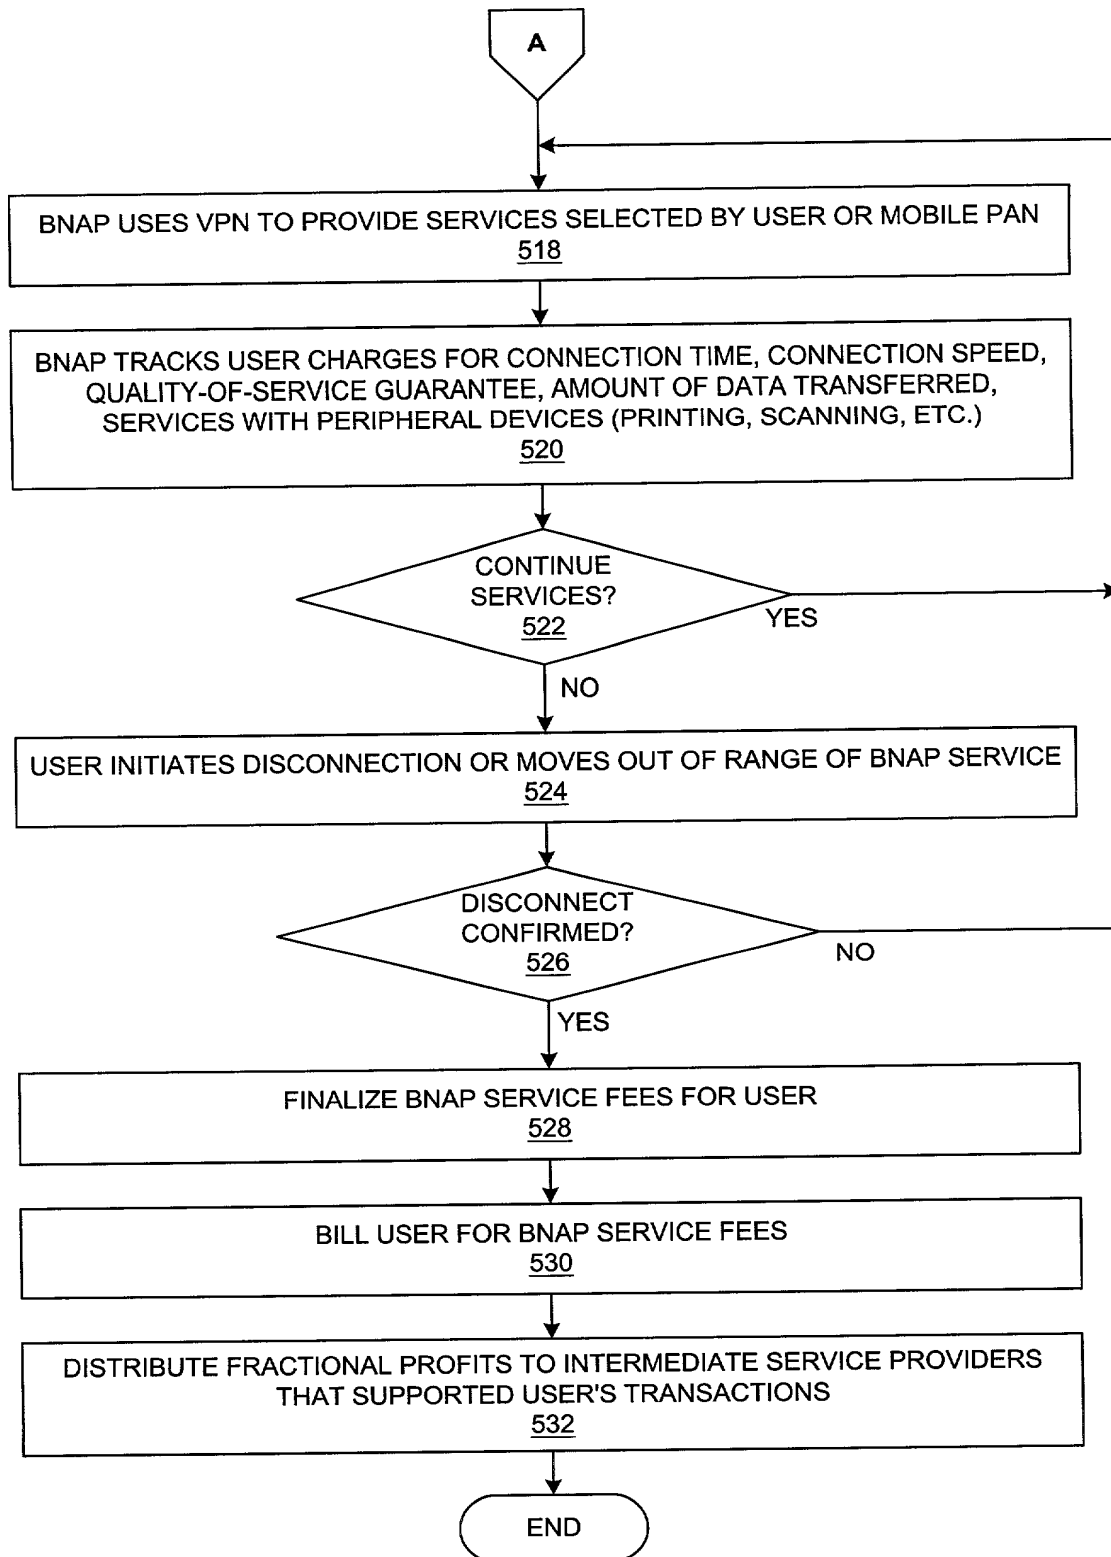 A
BNAP USES VPN TO PROVIDE SERVICES SELECTED BY USER OR MOBILE PAN
518
BNAP TRACKS USER CHARGES FOR CONNECTION TIME, CONNECTION SPEED,
QUALITY-OF-SERVICE GUARANTEE, AMOUNT OF DATA TRANSFERRED,
SERVICES WITH PERIPHERAL DEVICES (PRINTING, SCANNING, ETC.)
520
CONTINUE
SERVICES?
522
YES
NO
USER INITIATES DISCONNECTION OR MOVES OUT OF RANGE OF BNAP SERVICE
524
DISCONNECT
CONFIRMED?
526
NO
YES
FINALIZE BNAP SERVICE FEES FOR USER
528
BILL USER FOR BNAP SERVICE FEES
530
DISTRIBUTE FRACTIONAL PROFITS TO INTERMEDIATE SERVICE PROVIDERS
THAT SUPPORTED USER'S TRANSACTIONS
532
END